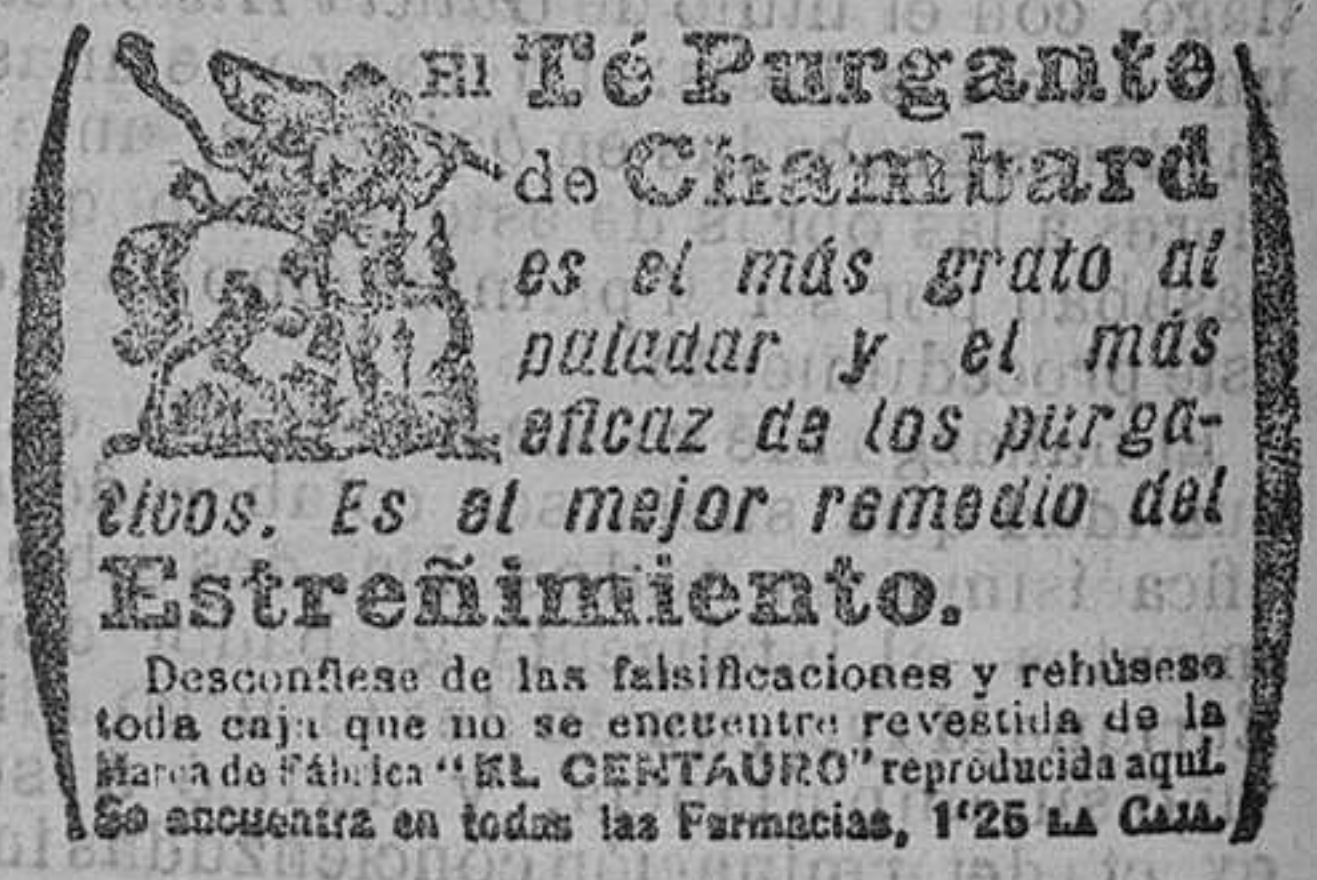 El Té Purgante
de Chambard
es el más grato al
paladar y el más
eficaz de los purga-
tivos. Es el mejor remedio del
Estreñimiento.
Desconfíese de las falsificaciones y rehúsese
toda caja que no se encuentre revestida de la
Marca de Fábrica "EL CENTAURO" reproducida aquí.
Se encuentra en todas las Farmacias, 1'25 LA CAJA.